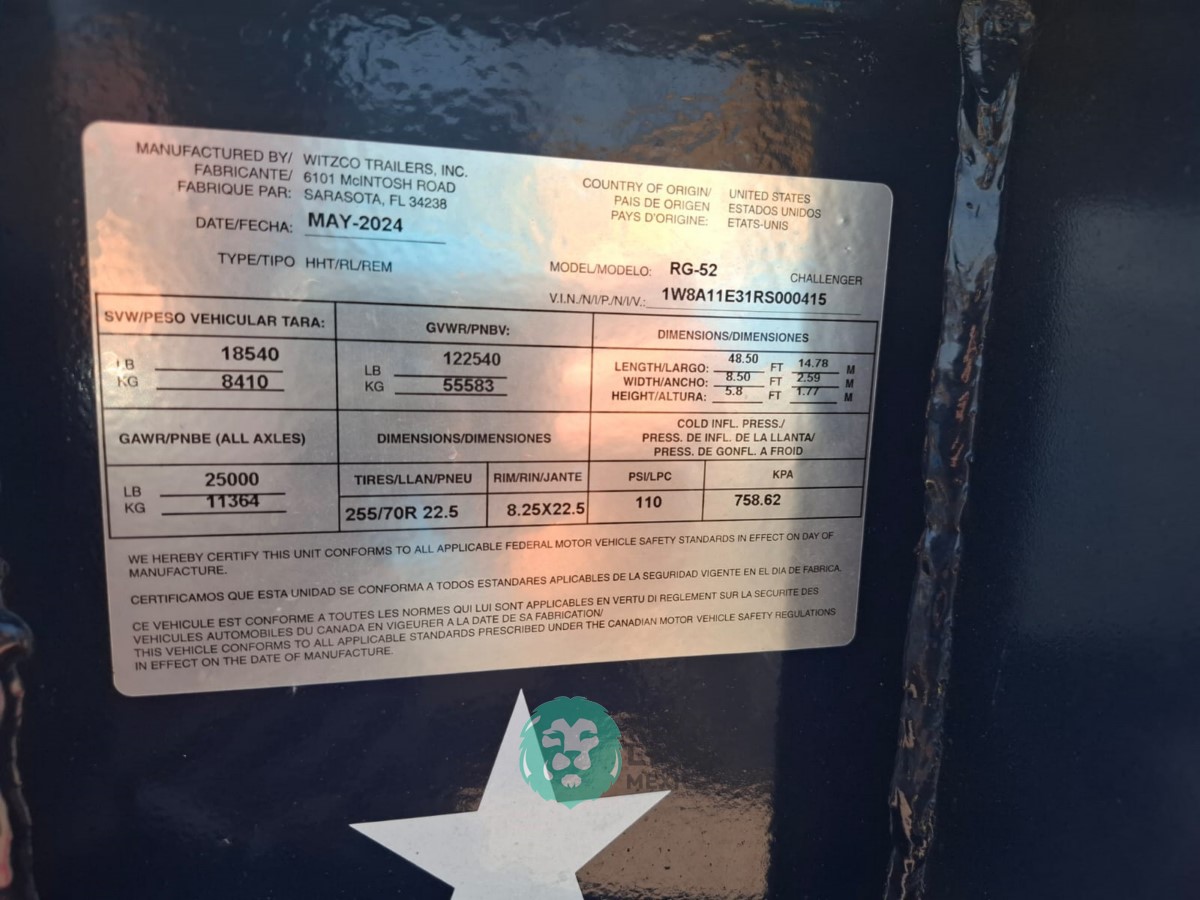 MANUFACTURED BY/ WITZCO TRAILERS, INC.
FABRICANTE/ 6101 McINTOSH ROAD
FABRIQUE PAR: SARASOTA, FL 34238
DATE/FECHA: MAY-2024
TYPE/TIPO HHT/RL/REM
COUNTRY OF ORIGIN/ UNITED STATES
PAIS DE ORIGEN ESTADOS UNIDOS
PAYS D'ORIGINE: ETATS-UNIS
MODEL/MODELO: RG-52 CHALLENGER
V.I.N./N/I/P./N/I/V.: 1W8A11E31RS000415
SVW/PESO VEHICULAR TARA:
LB 18540
KG 8410
GVWR/PNBV:
LB 122540
KG 55583
DIMENSIONS/DIMENSIONES
LENGTH/LARGO: 48.50 FT 14.78 M
WIDTH/ANCHO: 8.50 FT 2.59 M
HEIGHT/ALTURA: 5.8 FT 1.77 M
GAWR/PNBE (ALL AXLES)
LB 25000
KG 11364
DIMENSIONS/DIMENSIONES
TIRES/LLAN/PNEU RIM/RIN/JANTE
255/70R 22.5 8.25X22.5
COLD INFL. PRESS./
PRESS. DE INFL. DE LA LLANTA/
PRESS. DE GONFL. A FROID
PSI/LPC KPA
110 758.62
WE HEREBY CERTIFY THIS UNIT CONFORMS TO ALL APPLICABLE FEDERAL MOTOR VEHICLE SAFETY STANDARDS IN EFFECT ON DAY OF
MANUFACTURE.
CERTIFICAMOS QUE ESTA UNIDAD SE CONFORMA A TODOS ESTANDARES APLICABLES DE LA SEGURIDAD VIGENTE EN EL DIA DE FABRICA.
CE VEHICULE EST CONFORME A TOUTES LES NORMES QUI LUI SONT APPLICABLES EN VERTU DI REGLEMENT SUR LA SECURITE DES
VEHICULES AUTOMOBILES DU CANADA EN VIGEURER A LA DATE DE SA FABRICATION/
THIS VEHICLE CONFORMS TO ALL APPLICABLE STANDARDS PRESCRIBED UNDER THE CANADIAN MOTOR VEHICLE SAFETY REGULATIONS
IN EFFECT ON THE DATE OF MANUFACTURE.